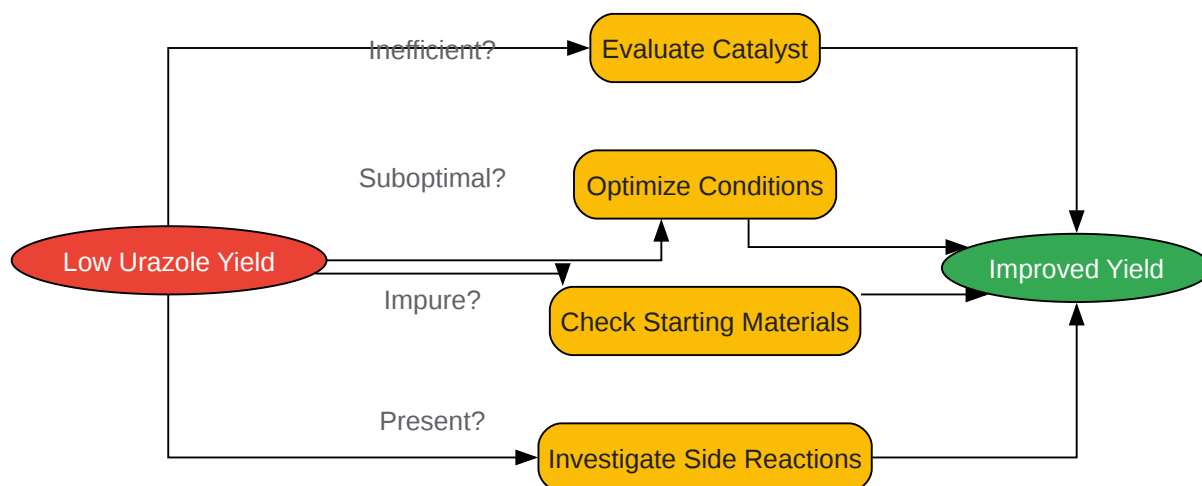 Inefficient?
Evaluate Catalyst
Suboptimal?
Optimize Conditions
Low Urazole Yield
Improved Yield
Impure?
Check Starting Materials
Present?
Investigate Side Reactions